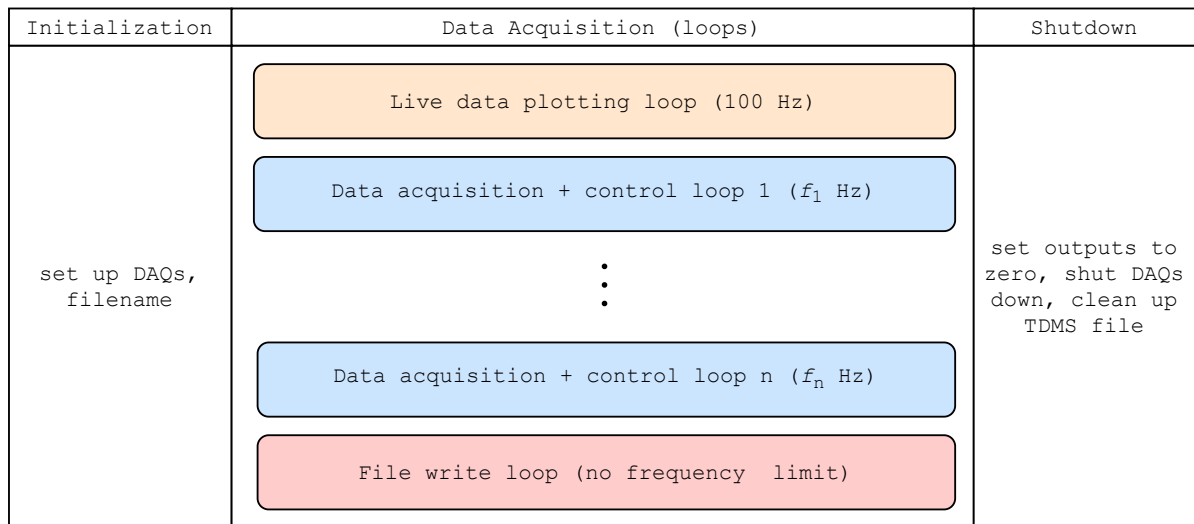 Initialization
Data Acquisition (loops)
Shutdown
Live data plotting loop (100 Hz)
Data acquisition + control loop 1 (f₁ Hz)
set up DAQs,
filename
Data acquisition + control loop n (fₙ Hz)
File write loop (no frequency limit)
set outputs to
zero, shut DAQs
down, clean up
TDMS file